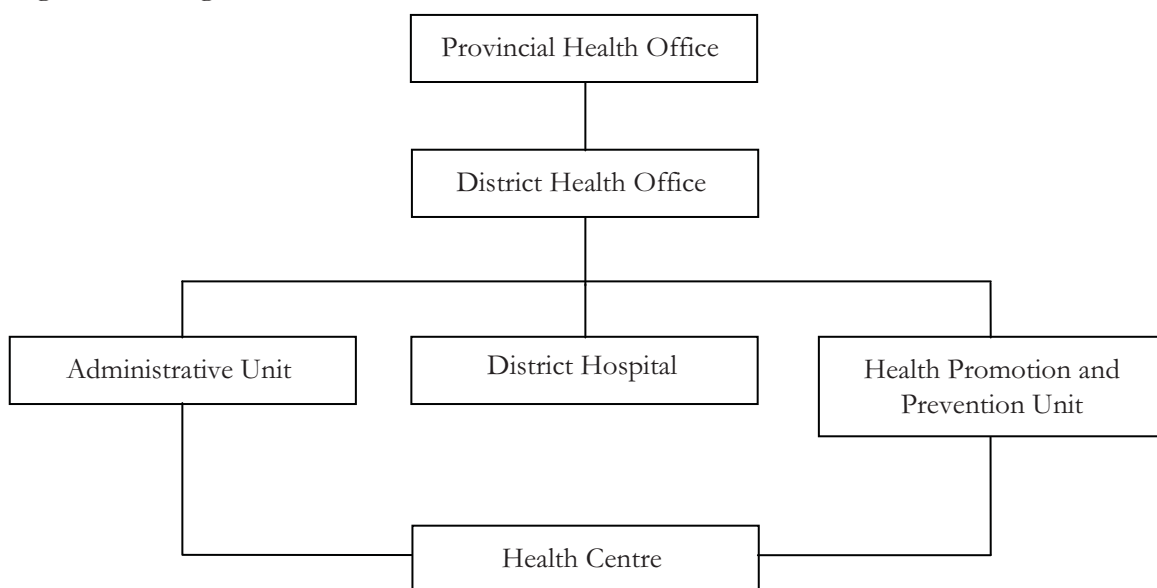 Provincial Health Office
District Health Office
Administrative Unit
District Hospital
Health Promotion and
Prevention Unit
Health Centre